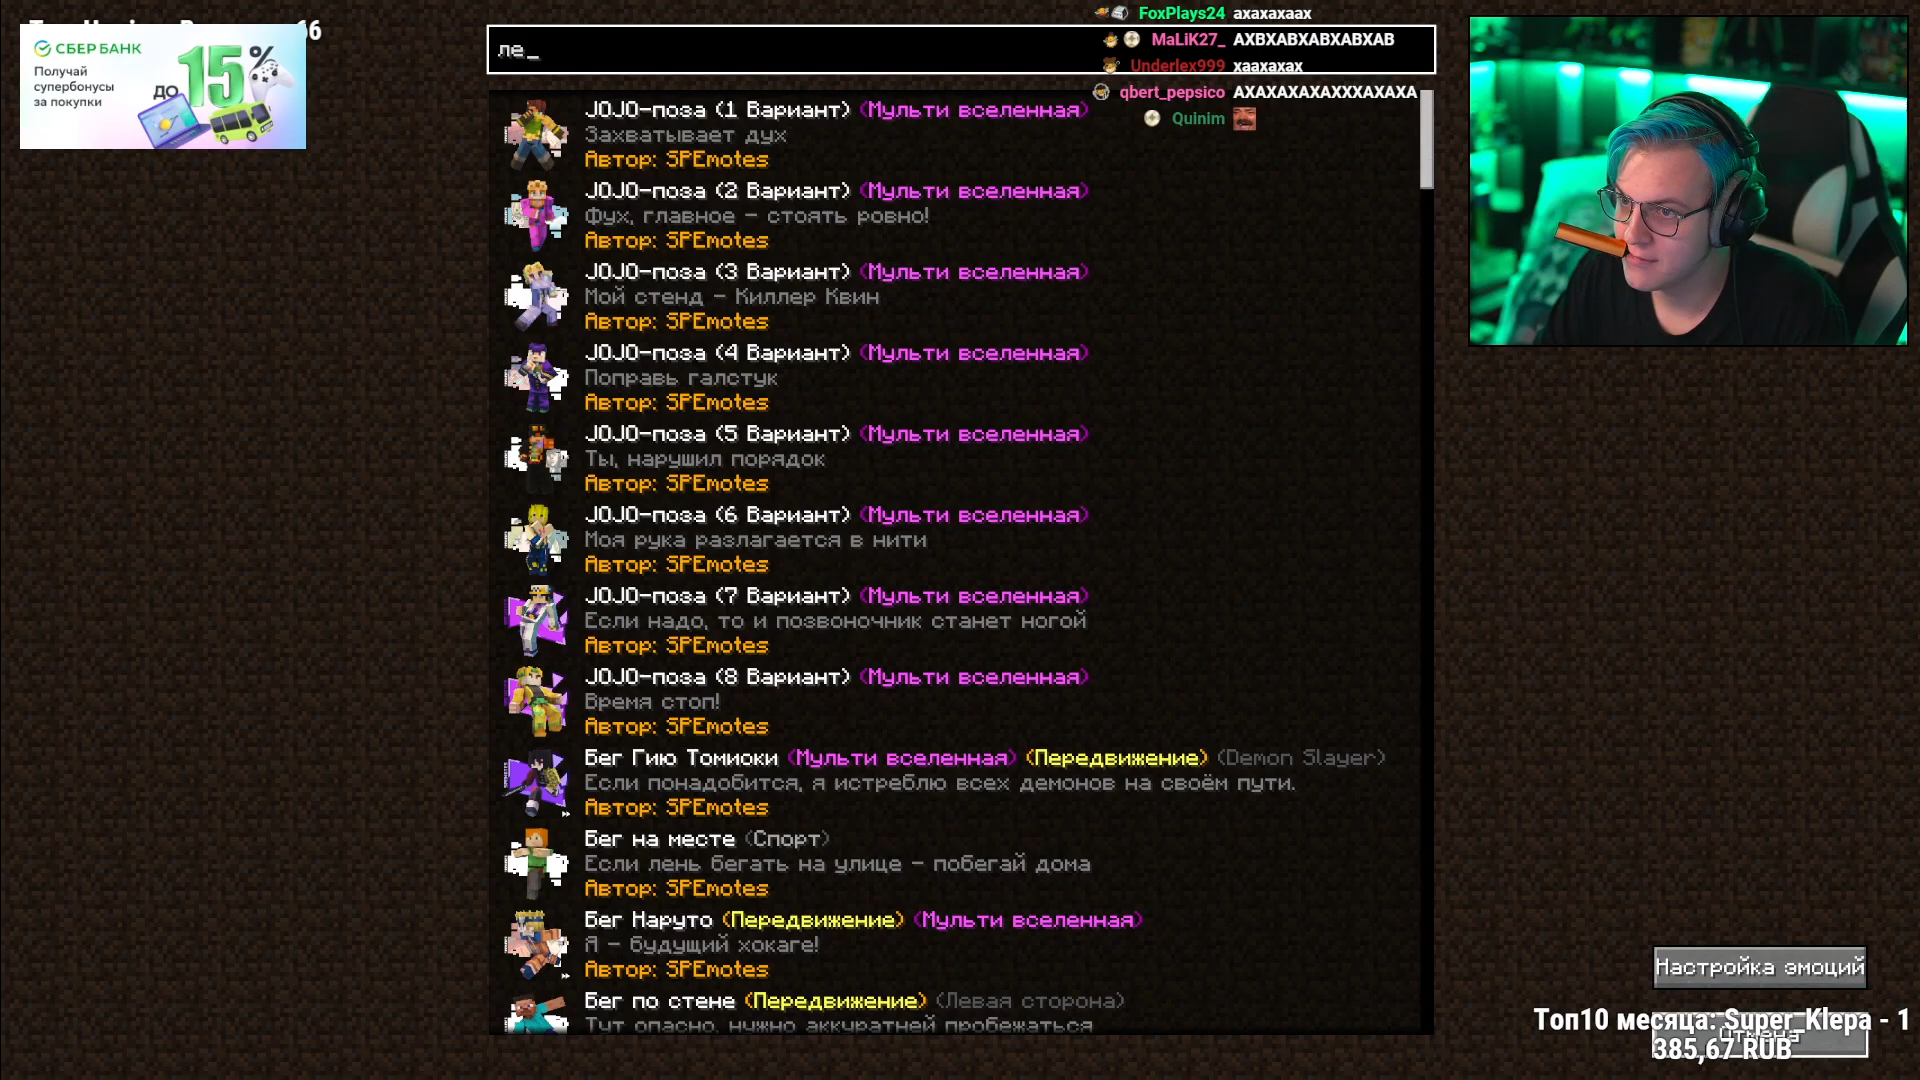 66
СБЕР БАНК
Получай
супербонусы
за покупки
ДО 15%
ле_
FoxPlays24 ахахахаах
MaLiK27_ АХВХАВХАВХАВХАВ
Underlex999 хаахахах
qbert_pepsico АХАХАХАХАХХХАХАХА
Quinim
JOJO-поза (1 Вариант) (Мульти вселенная)
Захватывает дух
Автор: SPEmotes
JOJO-поза (2 Вариант) (Мульти вселенная)
Фух, главное - стоять ровно!
Автор: SPEmotes
JOJO-поза (3 Вариант) (Мульти вселенная)
Мой стенд - Киллер Квин
Автор: SPEmotes
JOJO-поза (4 Вариант) (Мульти вселенная)
Поправь галстук
Автор: SPEmotes
JOJO-поза (5 Вариант) (Мульти вселенная)
Ты, нарушил порядок
Автор: SPEmotes
JOJO-поза (6 Вариант) (Мульти вселенная)
Моя рука разлагается в нити
Автор: SPEmotes
JOJO-поза (7 Вариант) (Мульти вселенная)
Если надо, то и позвоночник станет ногой
Автор: SPEmotes
JOJO-поза (8 Вариант) (Мульти вселенная)
Время стоп!
Автор: SPEmotes
Бег Гию Томиоки (Мульти вселенная) (Передвижение) (Demon Slayer)
Если понадобится, я истреблю всех демонов на своём пути.
Автор: SPEmotes
Бег на месте (Спорт)
Если лень бегать на улице - побегай дома
Автор: SPEmotes
Бег Наруто (Передвижение) (Мульти вселенная)
Я - будущий хокаге!
Автор: SPEmotes
Бег по стене (Передвижение) (Левая сторона)
Тут опасно, нужно аккуратней пробежаться
Настройка эмоций
Отмена
Топ10 месяца: Super_Klepa - 1
385,67 RUB